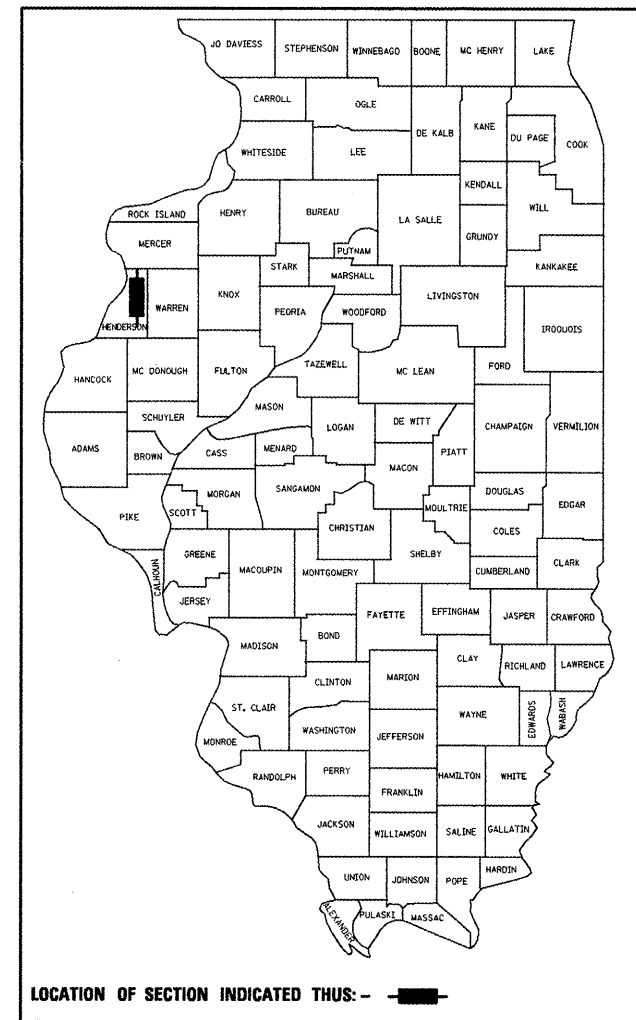 JO DAVIESS
STEPHENSON
WINNEBAGO
BOONE
MC HENRY
LAKE
CARROLL
OGLE
DE KALB
KANE
DU PAGE
COOK
WHITESIDE
LEE
KENDALL
WILL
ROCK ISLAND
HENRY
BUREAU
LA SALLE
GRUNDY
MERCER
PUTNAM
KANKAKEE
STARK
MARSHALL
HENDERSON
WARREN
KNOX
PEORIA
WOODFORD
LIVINGSTON
IROQUOIS
HANCOCK
MC DONOUGH
FULTON
TAZEWELL
MC LEAN
FORD
SCHUYLER
MASON
LOGAN
DE WITT
CHAMPAIGN
VERMILION
ADAMS
BROWN
CASS
MENARD
MACON
PIATT
PIKE
SCOTT
MORGAN
SANGAMON
CHRISTIAN
MOULTRIE
DOUGLAS
EDGAR
COLES
CALHOUN
GREENE
MACOUPIN
MONTGOMERY
SHELBY
CUMBERLAND
CLARK
JERSEY
FAYETTE
EFFINGHAM
JASPER
CRAWFORD
MADISON
BOND
CLAY
RICHLAND
LAWRENCE
CLINTON
MARION
ST. CLAIR
WAYNE
EDWARDS
WABASH
MONROE
WASHINGTON
JEFFERSON
RANDOLPH
PERRY
HAMILTON
WHITE
FRANKLIN
JACKSON
WILLIAMSON
SALINE
GALLATIN
UNION
JOHNSON
POPE
HARDIN
ALEXANDER
PULASKI
MASSAC
LOCATION OF SECTION INDICATED THUS: -